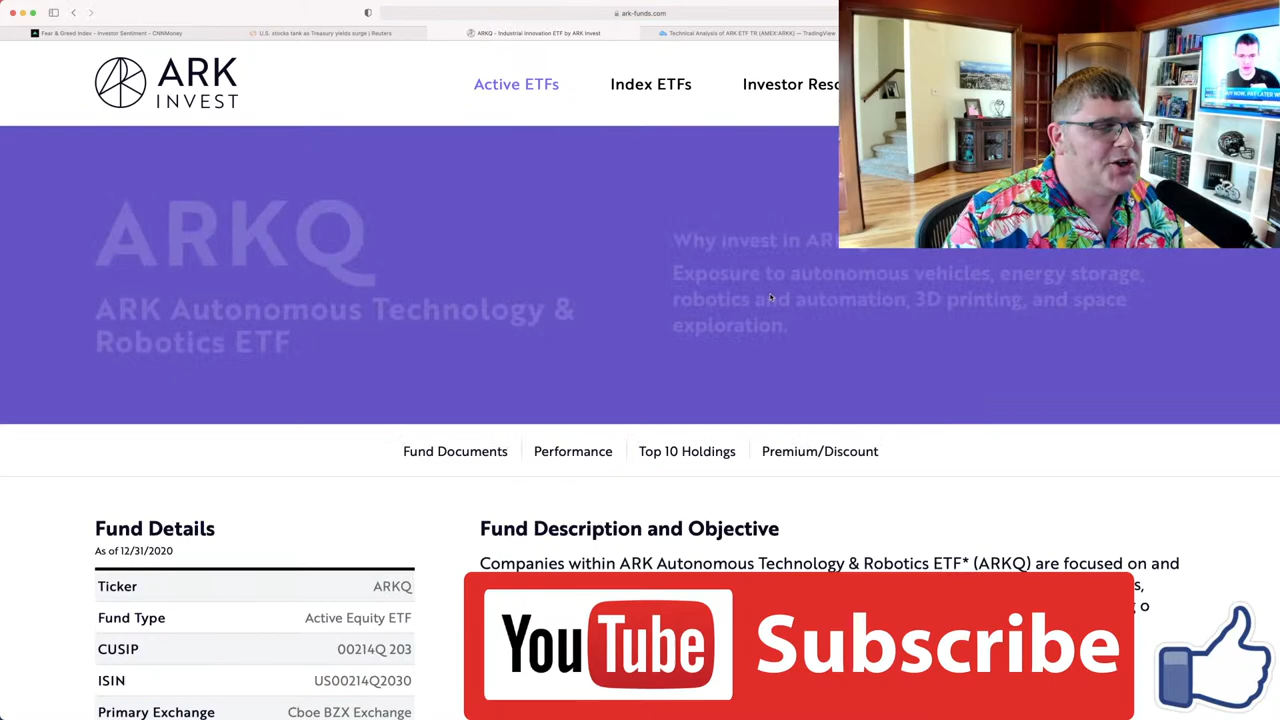 ark-funds.com
Fear & Greed Index - Investor Sentiment - CNNMoney
U.S. stocks tank as Treasury yields surge | Reuters
ARKQ - Industrial Innovation ETF by ARK Invest
Technical Analysis of ARK ETF TR (AMEX:ARKK) — TradingView
ARK
INVEST
Active ETFs
Index ETFs
Investor Reso
ARKQ
ARK Autonomous Technology &
Robotics ETF
Why invest in AR
Exposure to autonomous vehicles, energy storage,
robotics and automation, 3D printing, and space
exploration.
Fund Documents
Performance
Top 10 Holdings
Premium/Discount
Fund Details
As of 12/31/2020
Ticker ARKQ
Fund Type Active Equity ETF
CUSIP 00214Q 203
ISIN US00214Q2030
Primary Exchange Cboe BZX Exchange
Fund Description and Objective
Companies within ARK Autonomous Technology & Robotics ETF* (ARKQ) are focused on and
YouTube Subscribe